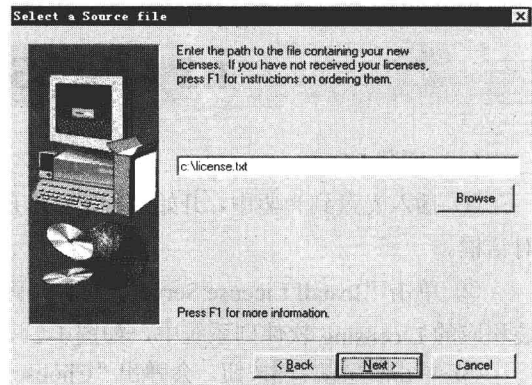 Select a Source file
Enter the path to the file containing your new
licenses. If you have not received your licenses,
press F1 for instructions on ordering them.
c:\license.txt
Browse
Press F1 for more information.
< Back
Next >
Cancel